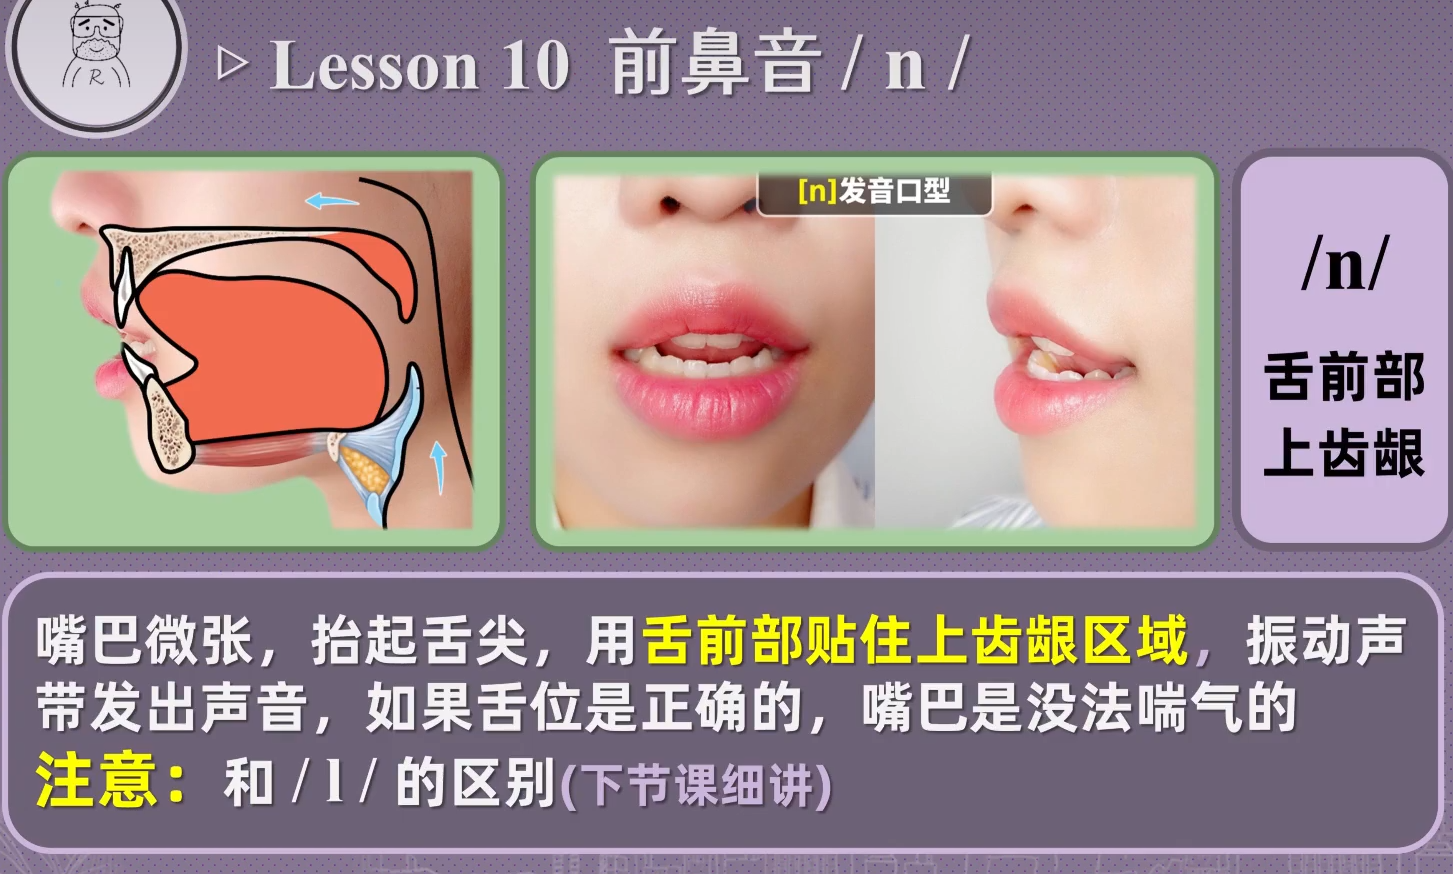 R
Lesson 10 前鼻音 / n /
[n]发音口型
/n/
舌前部
上齿龈
嘴巴微张，抬起舌尖，用舌前部贴住上齿龈区域，振动声
带发出声音，如果舌位是正确的，嘴巴是没法喘气的
注意：和 / l / 的区别(下节课细讲)